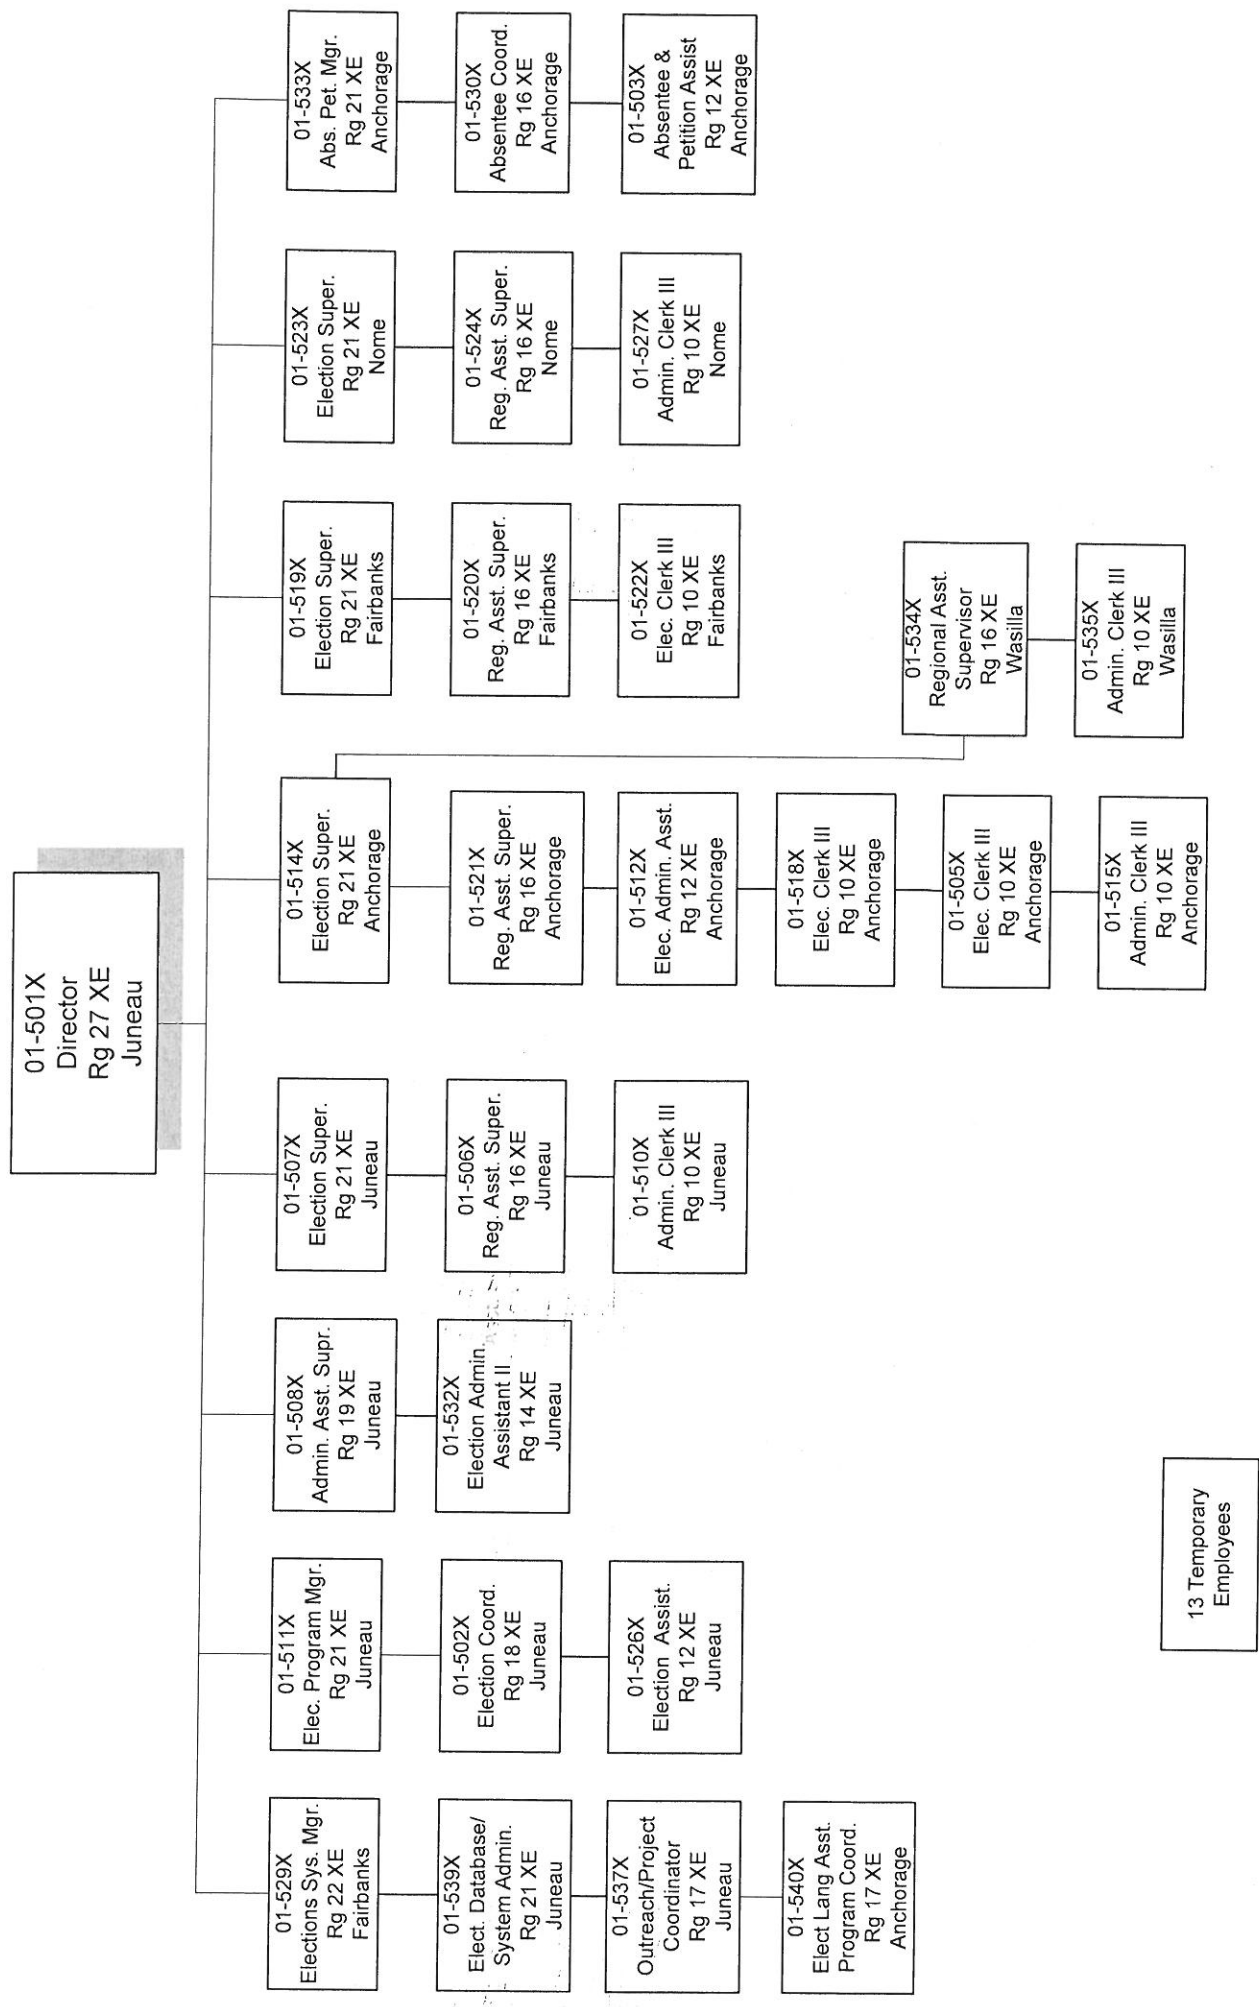 01-501X
Director
Rg 27 XE
Juneau
01-529X
Elections Sys. Mgr.
Rg 22 XE
Fairbanks
01-539X
Elect. Database/
System Admin.
Rg 21 XE
Juneau
01-537X
Outreach/Project
Coordinator
Rg 17 XE
Juneau
01-540X
Elect Lang Asst.
Program Coord.
Rg 17 XE
Anchorage
01-511X
Elec. Program Mgr.
Rg 21 XE
Juneau
01-502X
Election Coord.
Rg 18 XE
Juneau
01-526X
Election Assist.
Rg 12 XE
Juneau
01-508X
Admin. Asst. Supr.
Rg 19 XE
Juneau
01-532X
Election Admin.
Assistant II
Rg 14 XE
Juneau
01-507X
Election Super.
Rg 21 XE
Juneau
01-506X
Reg. Asst. Super.
Rg 16 XE
Juneau
01-510X
Admin. Clerk III
Rg 10 XE
Juneau
01-514X
Election Super.
Rg 21 XE
Anchorage
01-521X
Reg. Asst. Super.
Rg 16 XE
Anchorage
01-512X
Elec. Admin. Asst.
Rg 12 XE
Anchorage
01-518X
Elec. Clerk III
Rg 10 XE
Anchorage
01-505X
Elec. Clerk III
Rg 10 XE
Anchorage
01-515X
Admin. Clerk III
Rg 10 XE
Anchorage
01-534X
Regional Asst.
Supervisor
Rg 16 XE
Wasilla
01-535X
Admin. Clerk III
Rg 10 XE
Wasilla
01-519X
Election Super.
Rg 21 XE
Fairbanks
01-520X
Reg. Asst. Super.
Rg 16 XE
Fairbanks
01-522X
Elec. Clerk III
Rg 10 XE
Fairbanks
01-523X
Election Super.
Rg 21 XE
Nome
01-524X
Reg. Asst. Super.
Rg 16 XE
Nome
01-527X
Admin. Clerk III
Rg 10 XE
Nome
01-533X
Abs. Pet. Mgr.
Rg 21 XE
Anchorage
01-530X
Absentee Coord.
Rg 16 XE
Anchorage
01-503X
Absentee &
Petition Assist
Rg 12 XE
Anchorage
13 Temporary
Employees